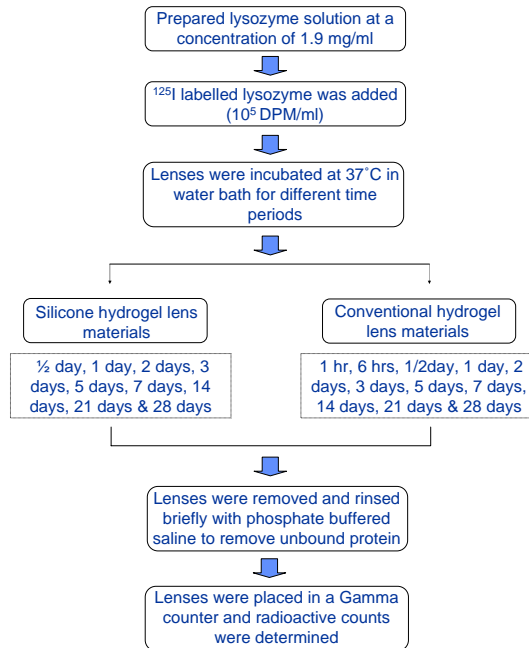 Prepared lysozyme solution at a
concentration of 1.9 mg/ml
¹²⁵I labelled lysozyme was added
(10⁵ DPM/ml)
Lenses were incubated at 37˚C in
water bath for different time
periods
Silicone hydrogel lens
materials
½ day, 1 day, 2 days, 3
days, 5 days, 7 days, 14
days, 21 days & 28 days
Conventional hydrogel
lens materials
1 hr, 6 hrs, 1/2day, 1 day, 2
days, 3 days, 5 days, 7 days,
14 days, 21 days & 28 days
Lenses were removed and rinsed
briefly with phosphate buffered
saline to remove unbound protein
Lenses were placed in a Gamma
counter and radioactive counts
were determined